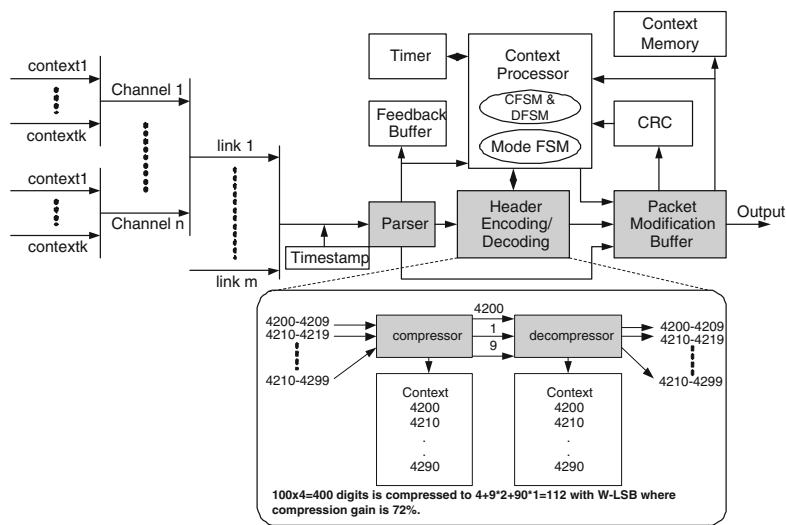 context1
contextk
Channel 1
context1
contextk
Channel n
link 1
link m
Timestamp
Parser
Timer
Feedback
Buffer
Context
Processor
CFSM &
DFSM
Mode FSM
Header
Encoding/
Decoding
Context
Memory
CRC
Packet
Modification
Buffer
Output
4200-4209
4210-4219
4210-4299
compressor
4200
1
9
decompressor
4200-4209
4210-4219
4210-4299
Context
4200
4210
.
.
4290
Context
4200
4210
.
.
4290
100x4=400 digits is compressed to 4+9*2+90*1=112 with W-LSB where
compression gain is 72%.